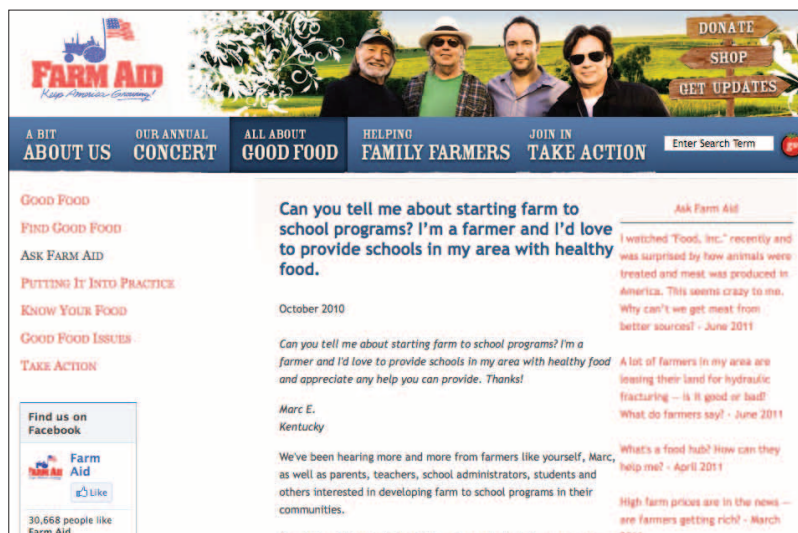 FARM AID
Keep America Growing!
DONATE
SHOP
GET UPDATES
A BIT
ABOUT US
OUR ANNUAL
CONCERT
ALL ABOUT
GOOD FOOD
HELPING
FAMILY FARMERS
JOIN IN
TAKE ACTION
Enter Search Term
go
GOOD FOOD
FIND GOOD FOOD
ASK FARM AID
PUTTING IT INTO PRACTICE
KNOW YOUR FOOD
GOOD FOOD ISSUES
TAKE ACTION
Find us on
Facebook
FARM AID
Farm
Aid
Like
30,668 people like
Farm Aid
Can you tell me about starting farm to
school programs? I'm a farmer and I'd love
to provide schools in my area with healthy
food.
October 2010
Can you tell me about starting farm to school programs? I'm a
farmer and I'd love to provide schools in my area with healthy food
and appreciate any help you can provide. Thanks!
Marc E.
Kentucky
We've been hearing more and more from farmers like yourself, Marc,
as well as parents, teachers, school administrators, students and
others interested in developing farm to school programs in their
communities.
Ask Farm Aid
I watched "Food, Inc." recently and
was surprised by how animals were
treated and meat was produced in
America. This seems crazy to me.
Why can't we get meat from
better sources? - June 2011
A lot of farmers in my area are
leasing their land for hydraulic
fracturing — is it good or bad?
What do farmers say? - June 2011
What's a food hub? How can they
help me? - April 2011
High farm prices are in the news —
are farmers getting rich? - March